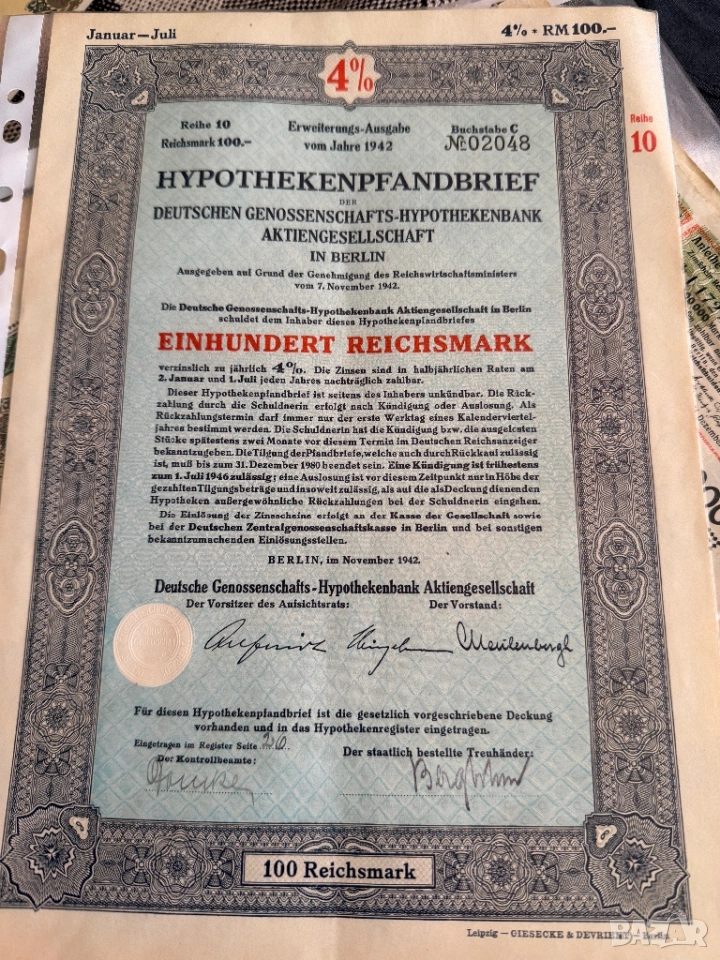 Januar—Juli
4% * RM 100.-
4%
Reihe 10
Reichsmark 100.—
Erweiterungs-Ausgabe
vom Jahre 1942
Buchstabe C
№ 02048
Reihe
10
HYPOTHEKENPFANDBRIEF
DER
DEUTSCHEN GENOSSENSCHAFTS-HYPOTHEKENBANK
AKTIENGESELLSCHAFT
IN BERLIN
Ausgegeben auf Grund der Genehmigung des Reichswirtschaftsministers
vom 7. November 1942.
Die Deutsche Genossenschafts-Hypothekenbank Aktiengesellschaft in Berlin
schuldet dem Inhaber dieses Hypothekenpfandbriefes
EINHUNDERT REICHSMARK
verzinslich zu jährlich 4%. Die Zinsen sind in halbjährlichen Raten am
2. Januar und 1. Juli jeden Jahres nachträglich zahlbar.
Dieser Hypothekenpfandbrief ist seitens des Inhabers unkündbar. Die Rück-
zahlung durch die Schuldnerin erfolgt nach Kündigung oder Auslosung. Als
Rückzahlungstermin darf immer nur der erste Werktag eines Kalenderviertel-
jahres bestimmt werden. Die Schuldnerin hat die Kündigung bzw. die ausgelosten
Stücke spätestens zwei Monate vor diesem Termin im Deutschen Reichsanzeiger
bekanntzugeben. Die Tilgung der Pfandbriefe, welche auch durch Rückkauf zulässig
ist, muß bis zum 31. Dezember 1980 beendet sein. Eine Kündigung ist frühestens
zum 1. Juli 1946 zulässig; eine Auslosung ist vor diesem Zeitpunkt nur in Höhe der
gezahlten Tilgungsbeträge und insoweit zulässig, als auf die als Deckung dienenden
Hypotheken außergewöhnliche Rückzahlungen bei der Schuldnerin eingehen.
Die Einlösung der Zinsscheine erfolgt an der Kasse der Gesellschaft sowie
bei der Deutschen Zentralgenossenschaftskasse in Berlin und bei sonstigen
bekanntzumachenden Einlösungsstellen.
BERLIN, im November 1942.
Deutsche Genossenschafts-Hypothekenbank Aktiengesellschaft
Der Vorsitzer des Aufsichtsrats:
Der Vorstand:
Für diesen Hypothekenpfandbrief ist die gesetzlich vorgeschriebene Deckung
vorhanden und in das Hypothekenregister eingetragen.
Eingetragen im Register Seite 20.
Der Kontrollbeamte:
Der staatlich bestellte Treuhänder:
100 Reichsmark
Leipzig — GIESECKE & DEVRIENT — Berlin
BAZAR